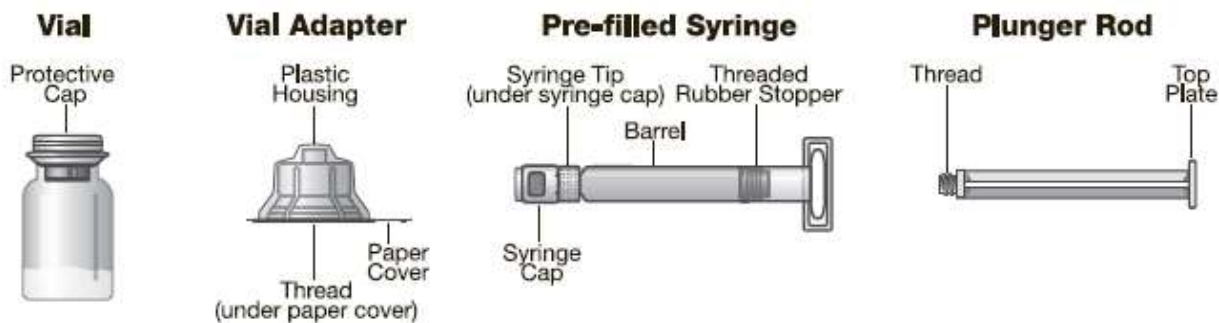 Vial
Protective
Cap
Vial Adapter
Plastic
Housing
Paper
Cover
Thread
(under paper cover)
Pre-filled Syringe
Syringe Tip
(under syringe cap)
Threaded
Rubber Stopper
Barrel
Syringe
Cap
Plunger Rod
Thread
Top
Plate